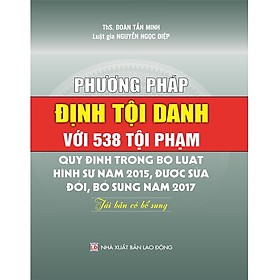 ThS. ĐOÀN TẤN MINH
Luật gia NGUYỄN NGỌC ĐIỆP
PHƯƠNG PHÁP
ĐỊNH TỘI DANH
VỚI 538 TỘI PHẠM
QUY ĐỊNH TRONG BỘ LUẬT
HÌNH SỰ NĂM 2015, ĐƯỢC SỬA
ĐỔI, BỔ SUNG NĂM 2017
Tái bản có bổ sung
NHÀ XUẤT BẢN LAO ĐỘNG